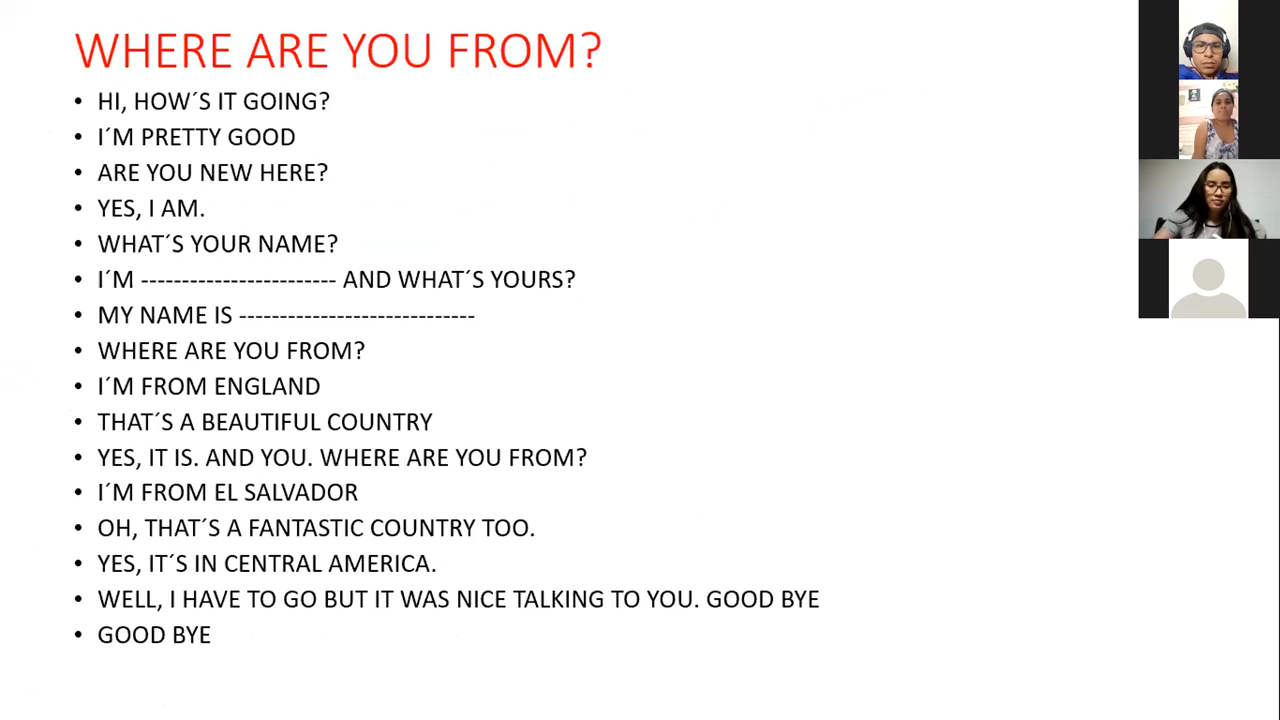 WHERE ARE YOU FROM?
• HI, HOW´S IT GOING?
• I´M PRETTY GOOD
• ARE YOU NEW HERE?
• YES, I AM.
• WHAT´S YOUR NAME?
• I´M ------------------------ AND WHAT´S YOURS?
• MY NAME IS -----------------------------
• WHERE ARE YOU FROM?
• I´M FROM ENGLAND
• THAT´S A BEAUTIFUL COUNTRY
• YES, IT IS. AND YOU. WHERE ARE YOU FROM?
• I´M FROM EL SALVADOR
• OH, THAT´S A FANTASTIC COUNTRY TOO.
• YES, IT´S IN CENTRAL AMERICA.
• WELL, I HAVE TO GO BUT IT WAS NICE TALKING TO YOU. GOOD BYE
• GOOD BYE